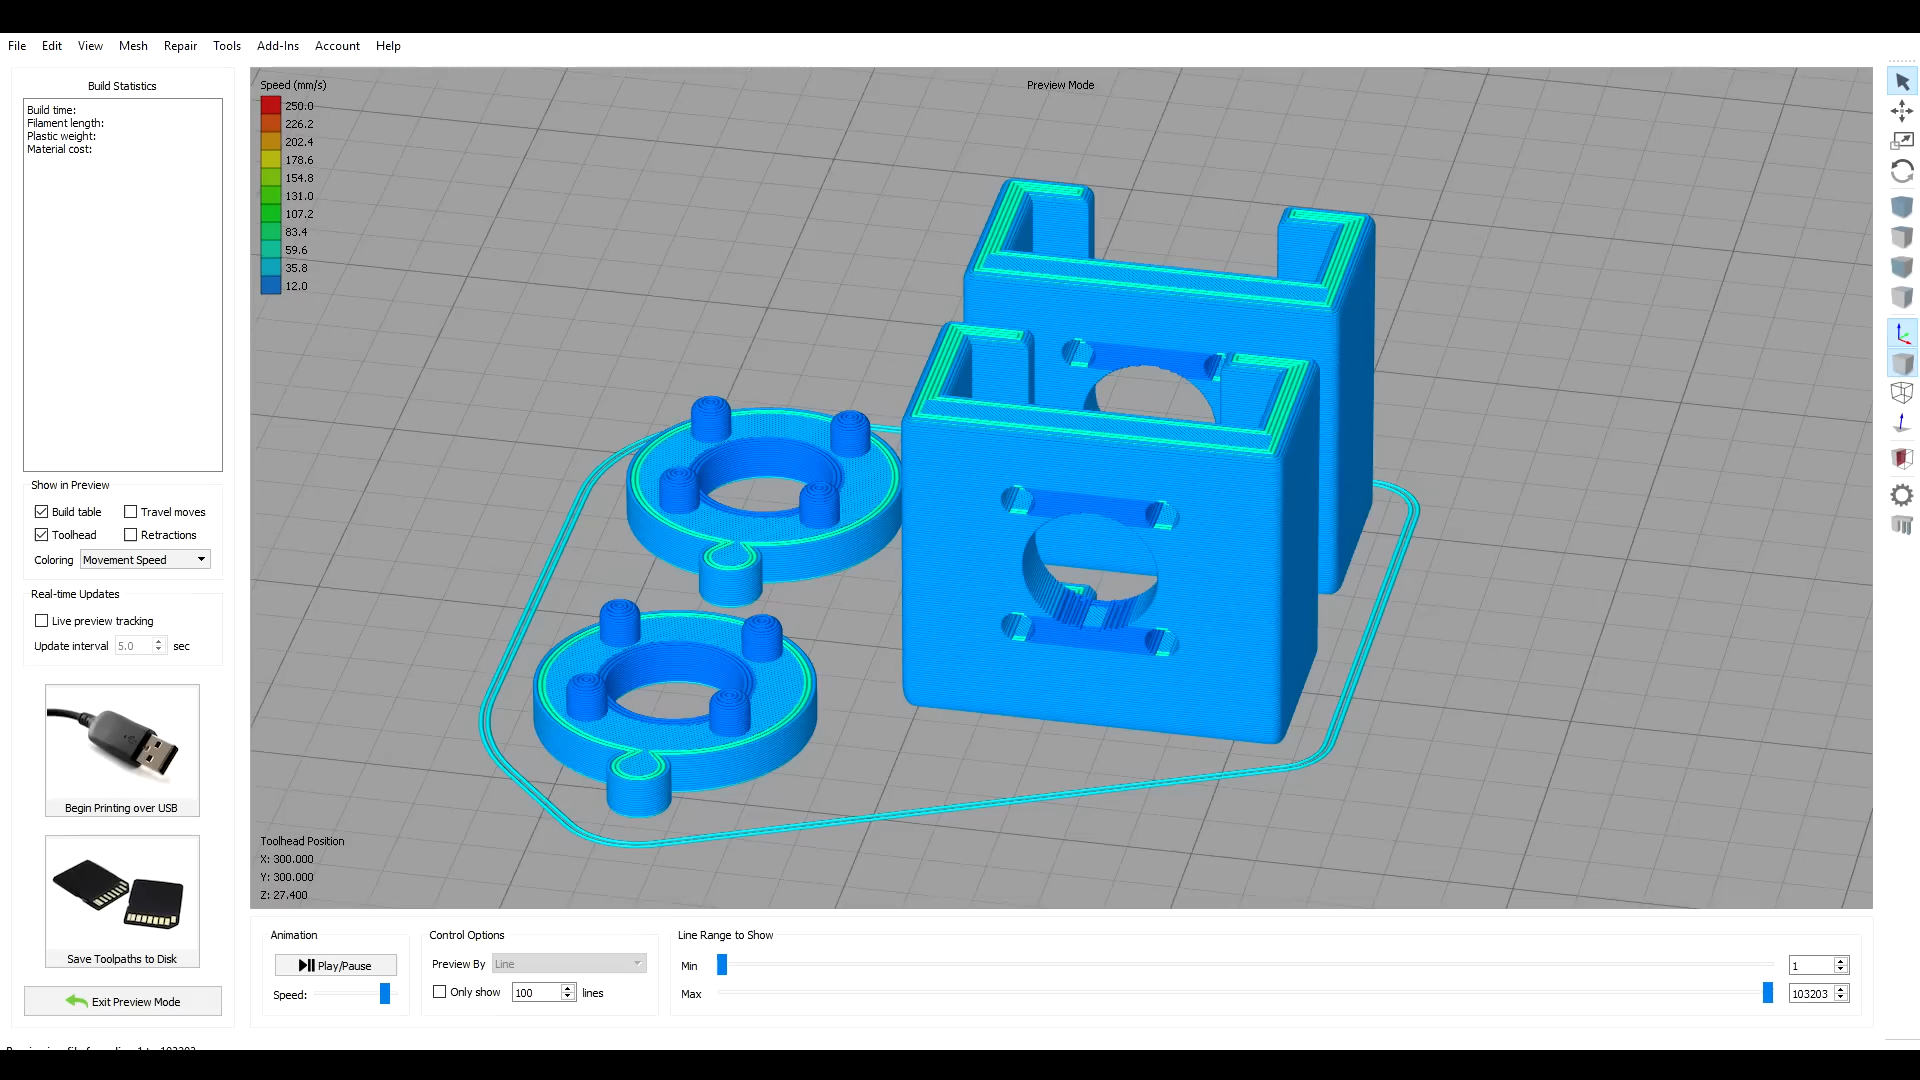 File Edit View Mesh Repair Tools Add-Ins Account Help
Build Statistics
Build time:
Filament length:
Plastic weight:
Material cost:
Show in Preview
Build table
Travel moves
Toolhead
Retractions
Coloring Movement Speed
Real-time Updates
Live preview tracking
Update interval 5.0 sec
Begin Printing over USB
Save Toolpaths to Disk
Exit Preview Mode
Speed (mm/s)
250.0
226.2
202.4
178.6
154.8
131.0
107.2
83.4
59.6
35.8
12.0
Preview Mode
Toolhead Position
X: 300.000
Y: 300.000
Z: 27.400
Animation
Play/Pause
Speed:
Control Options
Preview By Line
Only show 100 lines
Line Range to Show
Min 1
Max 103203